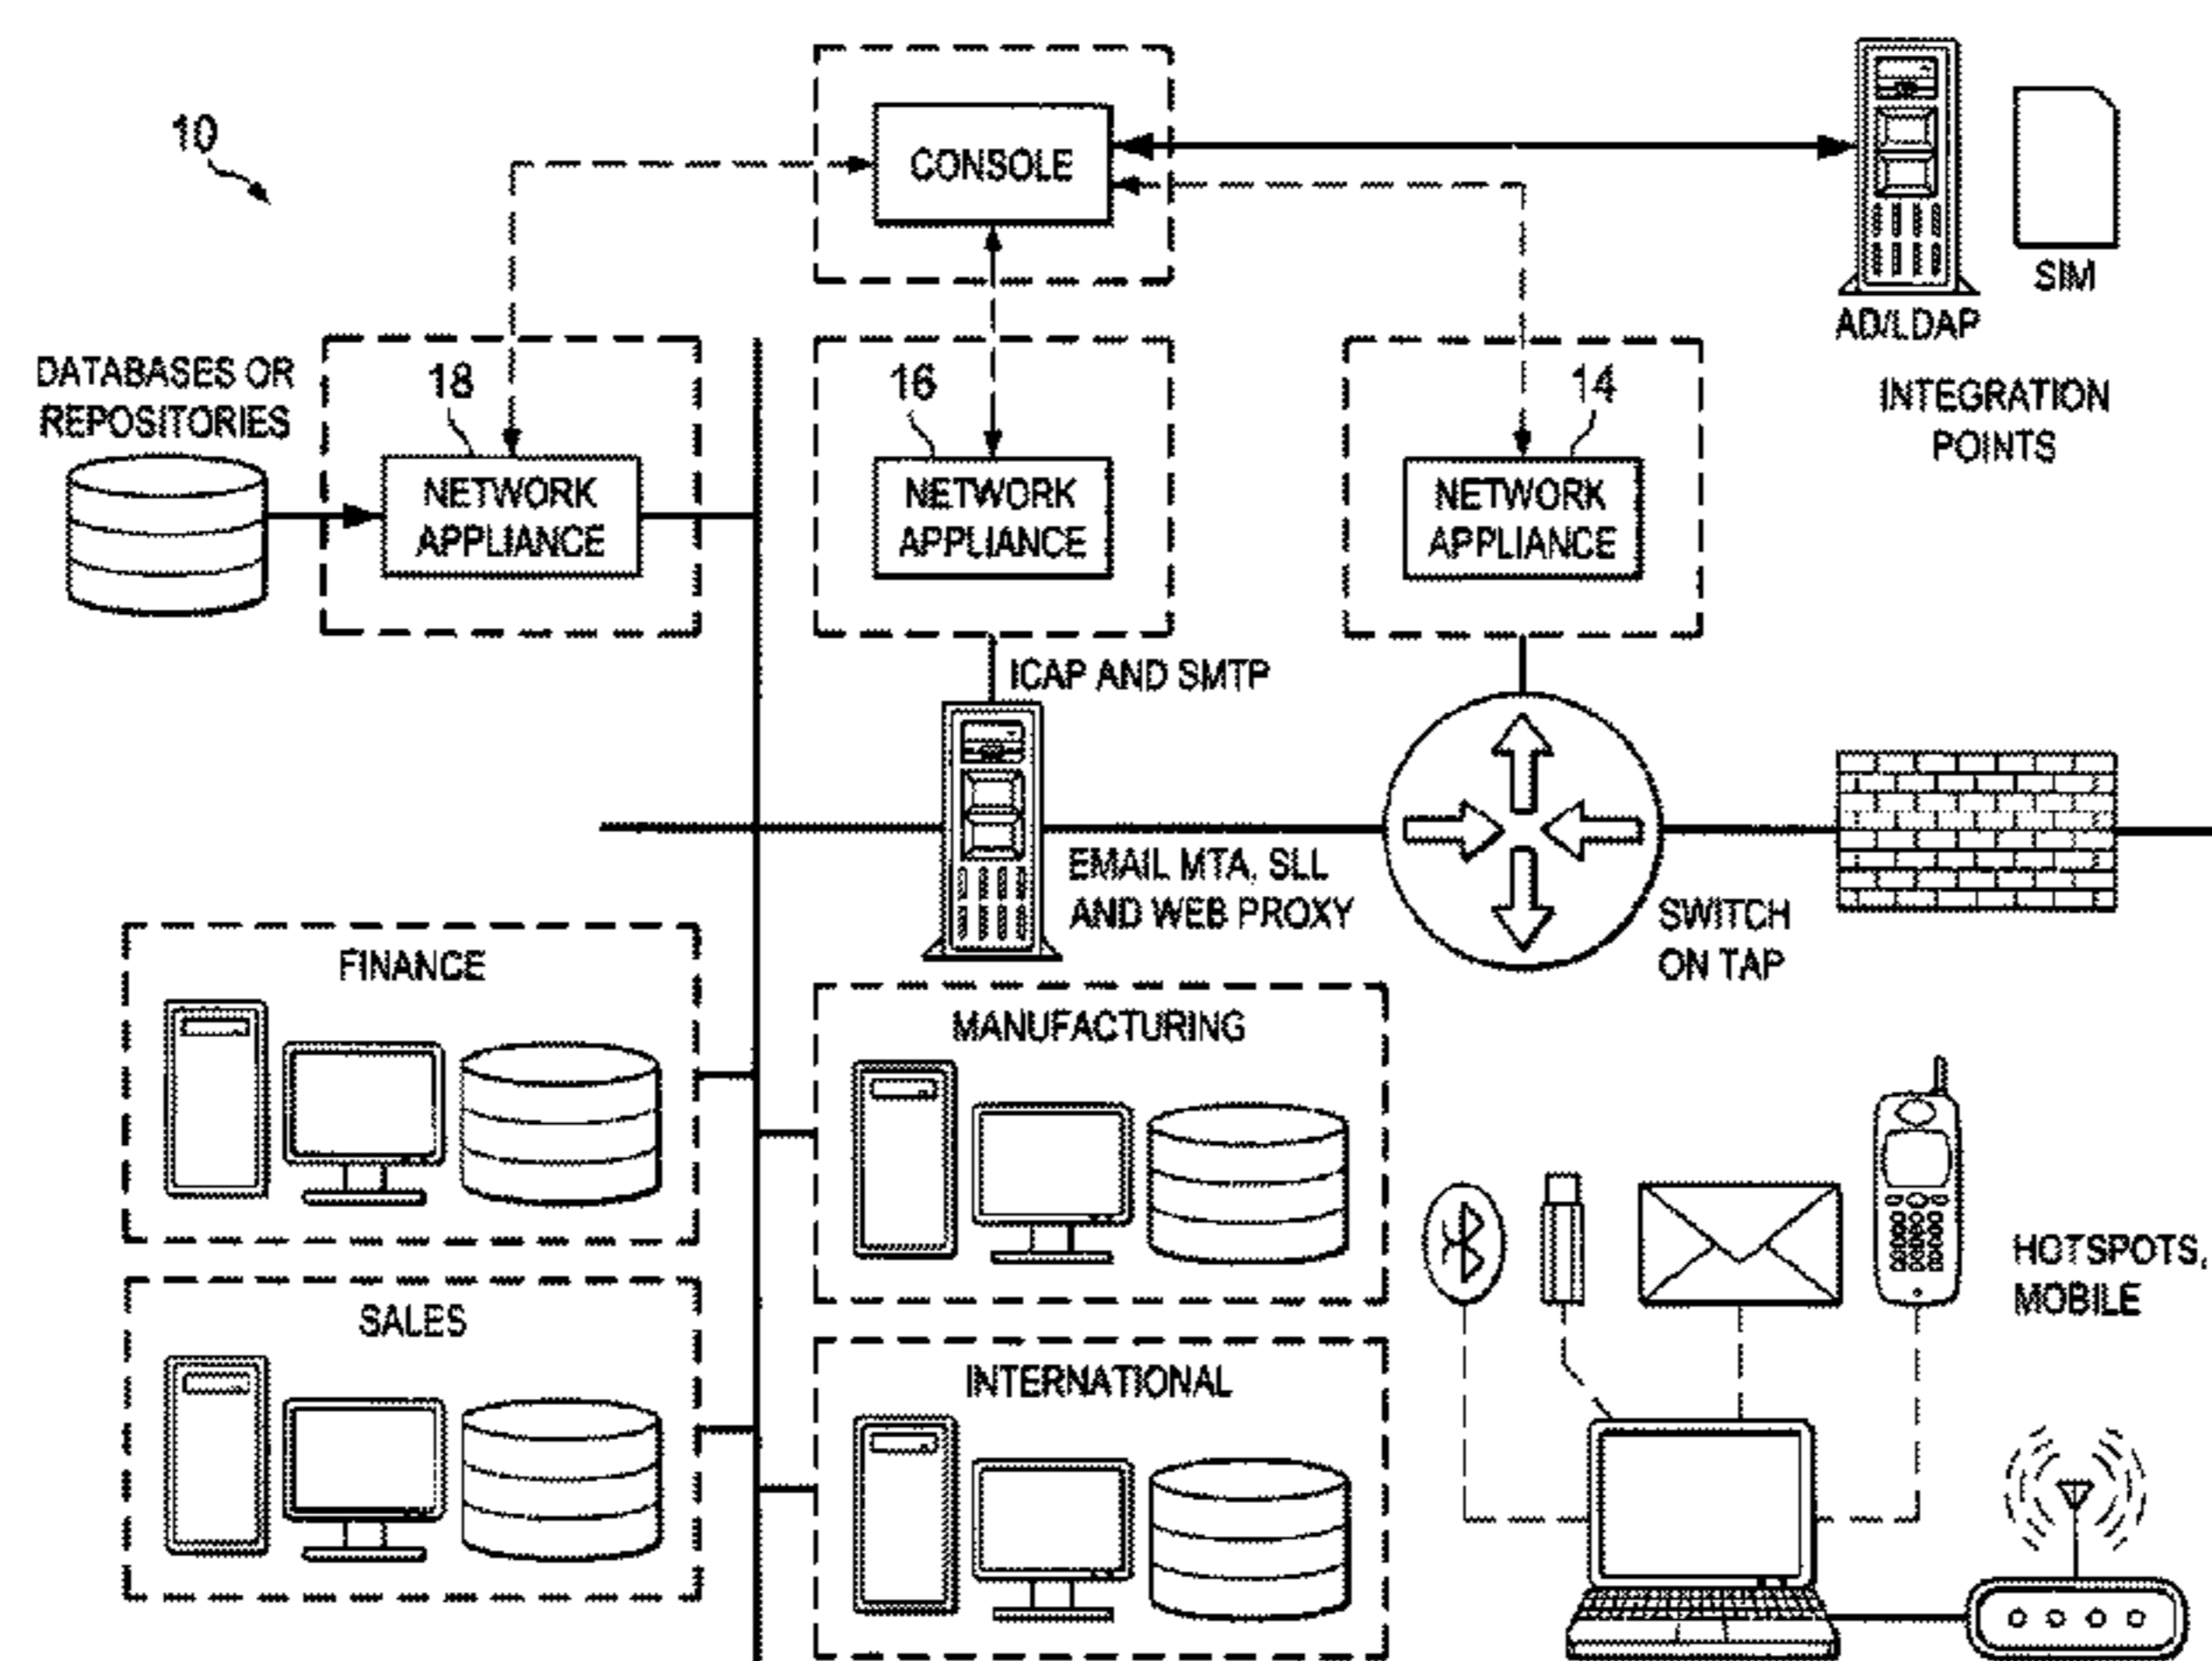 10
CONSOLE
SIM
AD/LDAP
INTEGRATION
POINTS
DATABASES OR
REPOSITORIES
18
NETWORK
APPLIANCE
16
NETWORK
APPLIANCE
14
NETWORK
APPLIANCE
ICAP AND SMTP
EMAIL MTA, SLL
AND WEB PROXY
SWITCH
ON TAP
FINANCE
MANUFACTURING
SALES
INTERNATIONAL
HOTSPOTS,
MOBILE